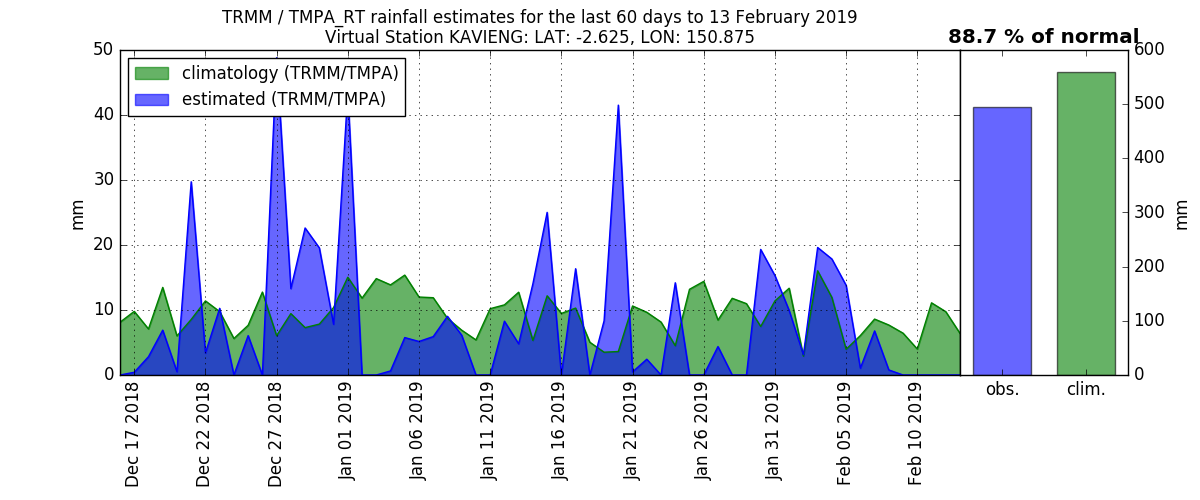 TRMM / TMPA_RT rainfall estimates for the last 60 days to 13 February 2019
Virtual Station KAVIENG: LAT: -2.625, LON: 150.875
88.7 % of normal
climatology (TRMM/TMPA)
estimated (TRMM/TMPA)
50
40
30
20
10
0
mm
Dec 17 2018
Dec 22 2018
Dec 27 2018
Jan 01 2019
Jan 06 2019
Jan 11 2019
Jan 16 2019
Jan 21 2019
Jan 26 2019
Jan 31 2019
Feb 05 2019
Feb 10 2019
600
500
400
300
200
100
0
mm
obs.
clim.